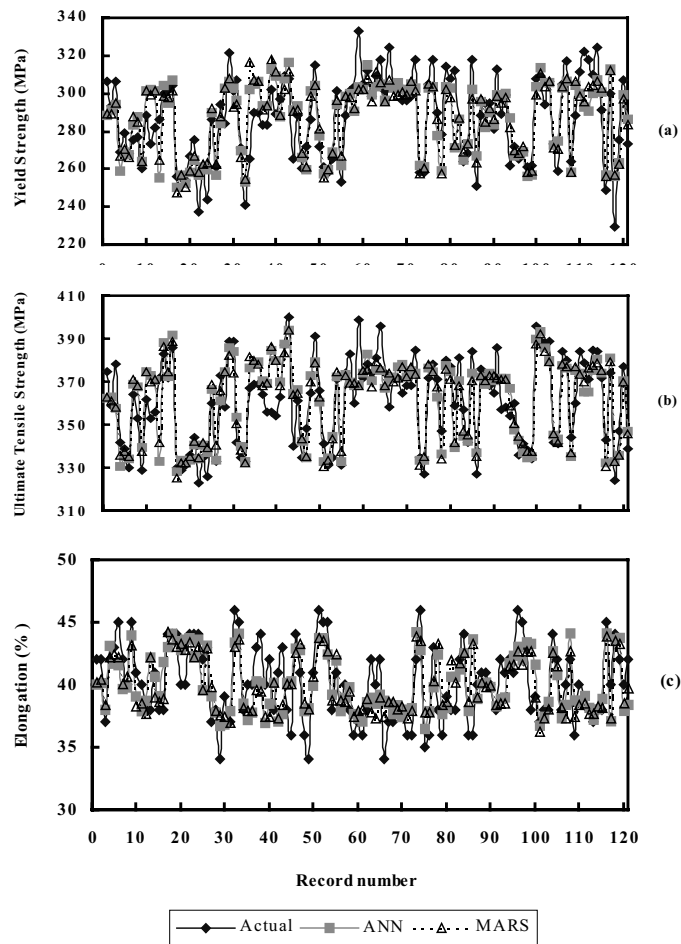 340
320
300
280
260
240
220
Yield Strength (MPa)
(a)
410
390
370
350
330
310
Ultimate Tensile Strength (MPa)
(b)
50
45
40
35
30
Elongation (% )
(c)
0 10 20 30 40 50 60 70 80 90 100 110 120
Record number
Actual ANN MARS